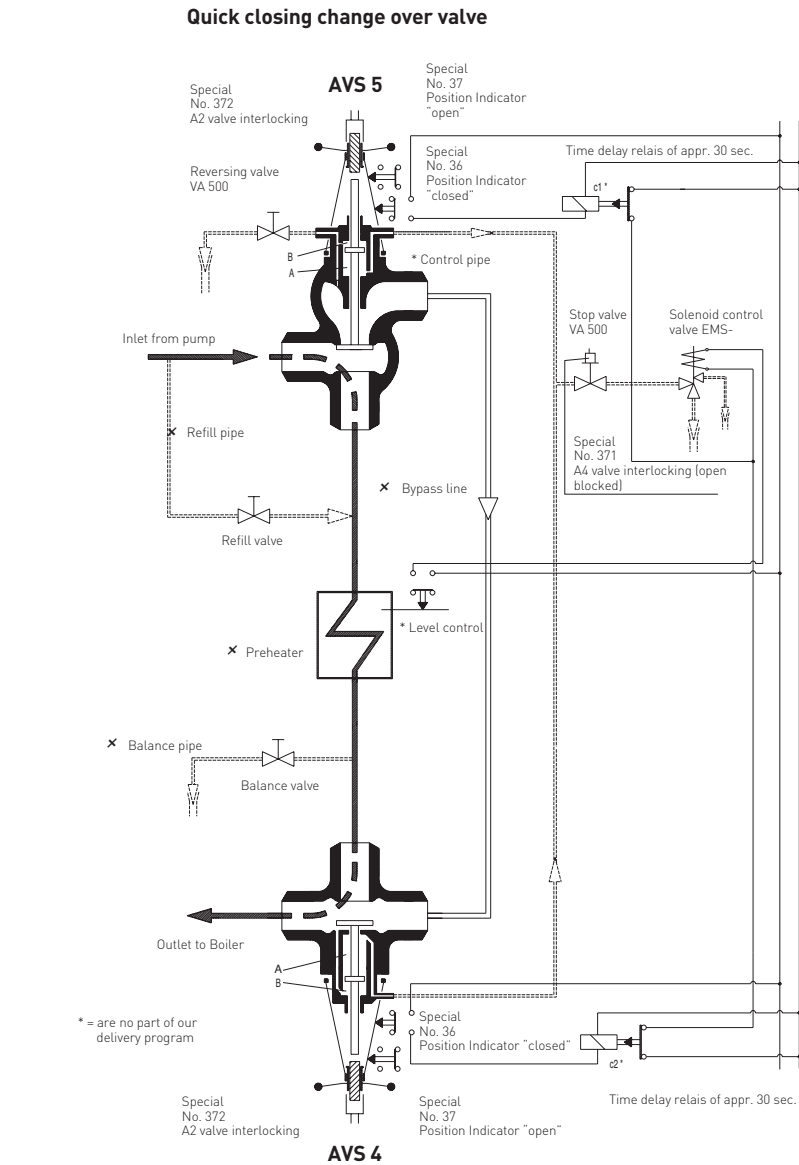 Quick closing change over valve
AVS 5
Special
No. 372
A2 valve interlocking
Special
No. 37
Position Indicator
"open"
Reversing valve
VA 500
Special
No. 36
Position Indicator
"closed"
Time delay relais of appr. 30 sec.
c1*
B
A
* Control pipe
Inlet from pump
Stop valve
VA 500
Solenoid control
valve EMS-
× Refill pipe
Special
No. 371
A4 valve interlocking (open
blocked)
× Bypass line
Refill valve
* Level control
× Preheater
× Balance pipe
Balance valve
Outlet to Boiler
A
B
* = are no part of our
delivery program
Special
No. 36
Position Indicator "closed"
c2*
Special
No. 372
A2 valve interlocking
Special
No. 37
Position Indicator "open"
Time delay relais of appr. 30 sec.
AVS 4